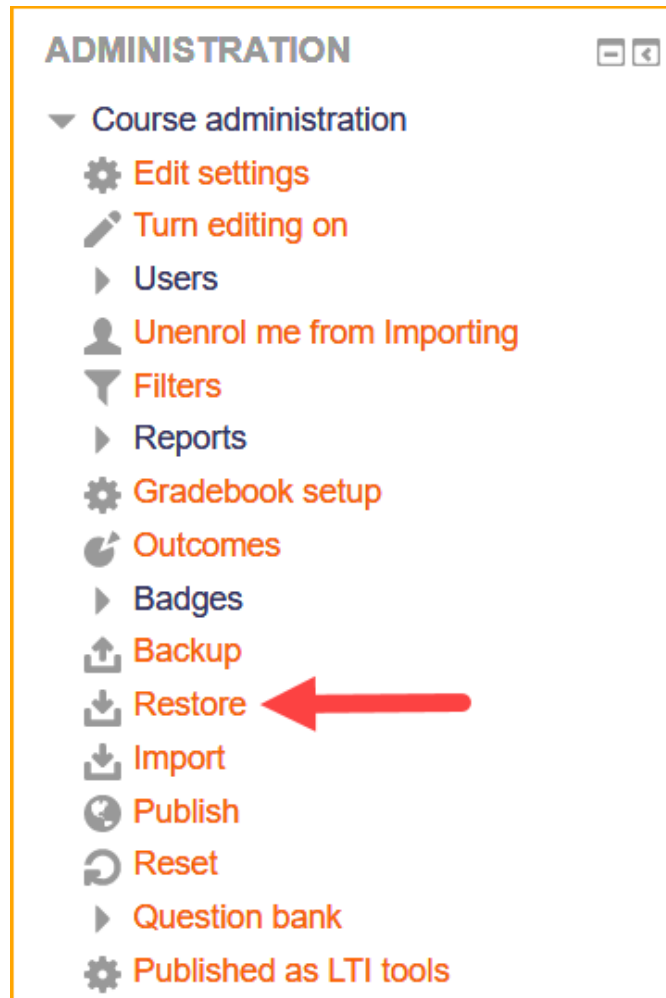 ADMINISTRATION
Course administration
Edit settings
Turn editing on
Users
Unenrol me from Importing
Filters
Reports
Gradebook setup
Outcomes
Badges
Backup
Restore
Import
Publish
Reset
Question bank
Published as LTI tools